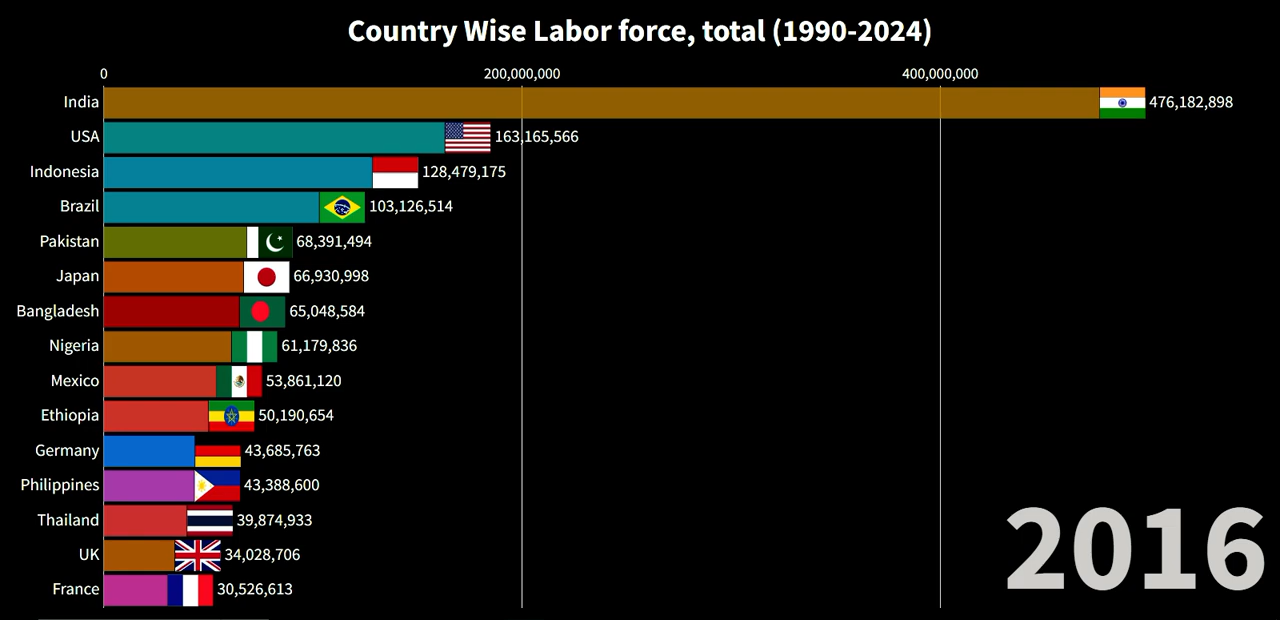 Country Wise Labor force, total (1990-2024)
0 200,000,000 400,000,000
India 476,182,898
USA 163,165,566
Indonesia 128,479,175
Brazil 103,126,514
Pakistan 68,391,494
Japan 66,930,998
Bangladesh 65,048,584
Nigeria 61,179,836
Mexico 53,861,120
Ethiopia 50,190,654
Germany 43,685,763
Philippines 43,388,600
Thailand 39,874,933
UK 34,028,706
France 30,526,613
2016